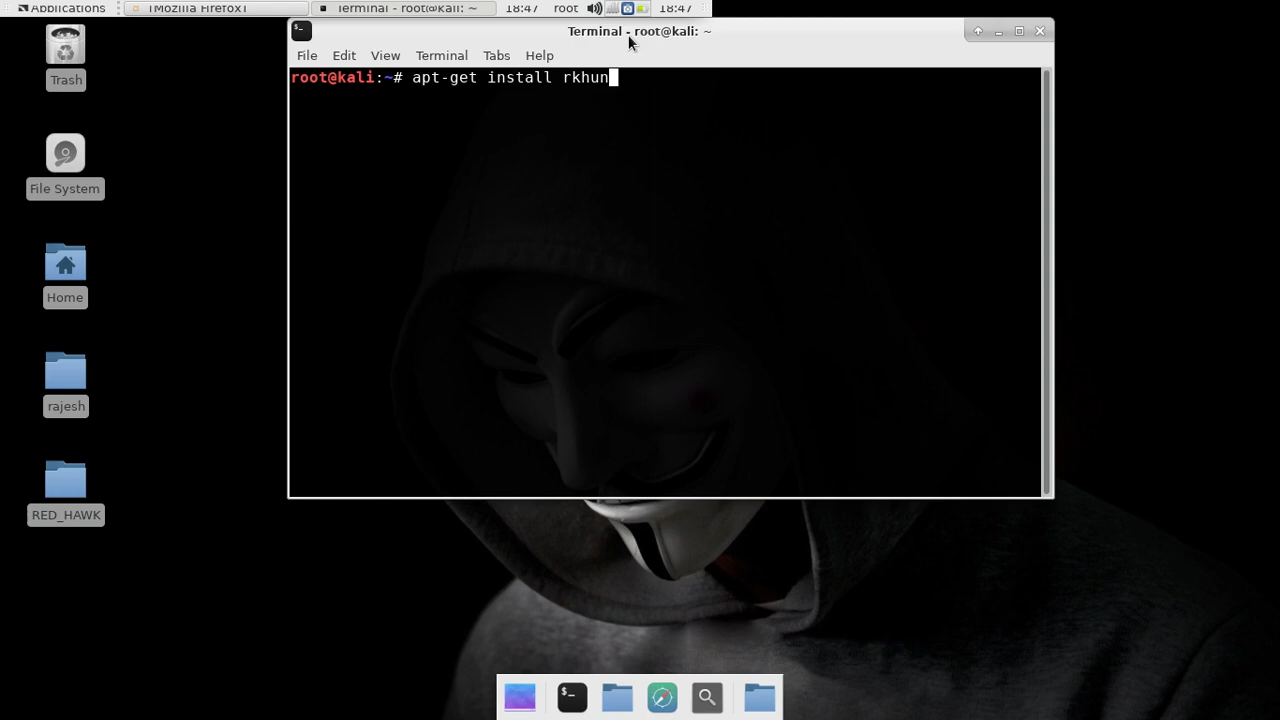 Applications
Terminal - root@kali: ~
18:47
root
18:47
Terminal - root@kali: ~
File Edit View Terminal Tabs Help
root@kali:~# apt-get install rkhun
Trash
File System
Home
rajesh
RED_HAWK